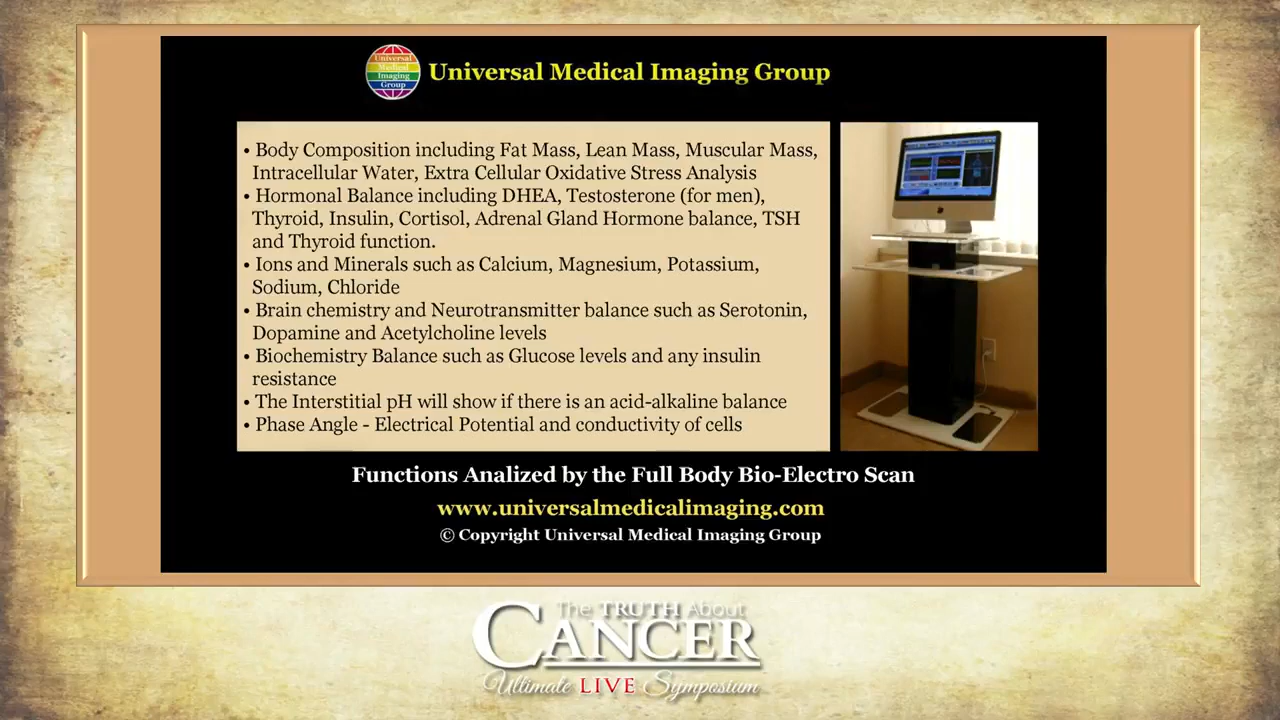 Universal
Medical
Imaging
Group
Universal Medical Imaging Group
• Body Composition including Fat Mass, Lean Mass, Muscular Mass,
Intracellular Water, Extra Cellular Oxidative Stress Analysis
• Hormonal Balance including DHEA, Testosterone (for men),
Thyroid, Insulin, Cortisol, Adrenal Gland Hormone balance, TSH
and Thyroid function.
• Ions and Minerals such as Calcium, Magnesium, Potassium,
Sodium, Chloride
• Brain chemistry and Neurotransmitter balance such as Serotonin,
Dopamine and Acetylcholine levels
• Biochemistry Balance such as Glucose levels and any insulin
resistance
• The Interstitial pH will show if there is an acid-alkaline balance
• Phase Angle - Electrical Potential and conductivity of cells
Functions Analized by the Full Body Bio-Electro Scan
www.universalmedicalimaging.com
© Copyright Universal Medical Imaging Group
The TRUTH About
CANCER
Ultimate LIVE Symposium